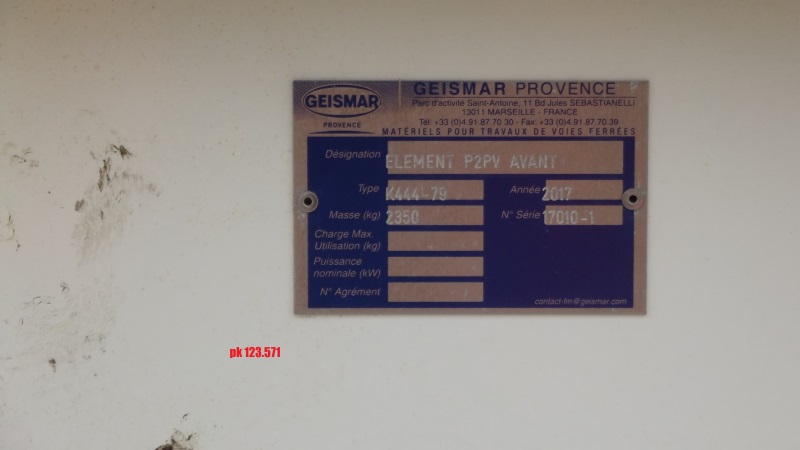 GEISMAR
PROVENCE
GEISMAR PROVENCE
Parc d'activité Saint-Antoine, 11 Bd Jules SEBASTIANELLI
13011 MARSEILLE - FRANCE
Tél: +33 (0)4.91.87.70 30 - Fax: +33 (0)4.91.87.70.39
MATÉRIELS POUR TRAVAUX DE VOIES FERRÉES
Désignation ELEMENT P2PV AVANT
Type K444-79 Année 2017
Masse (kg) 2350 N° Série 17010-1
Charge Max.
Utilisation (kg)
Puissance
nominale (kW)
N° Agrément
contact-fm@geismar.com
pk 123.571